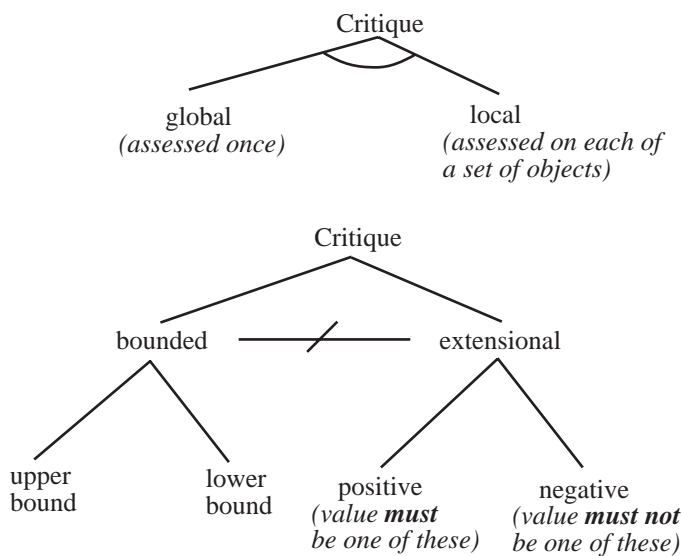 Critique
global
(assessed once)
local
(assessed on each of
a set of objects)
Critique
bounded
extensional
upper
bound
lower
bound
positive
(value must
be one of these)
negative
(value must not
be one of these)